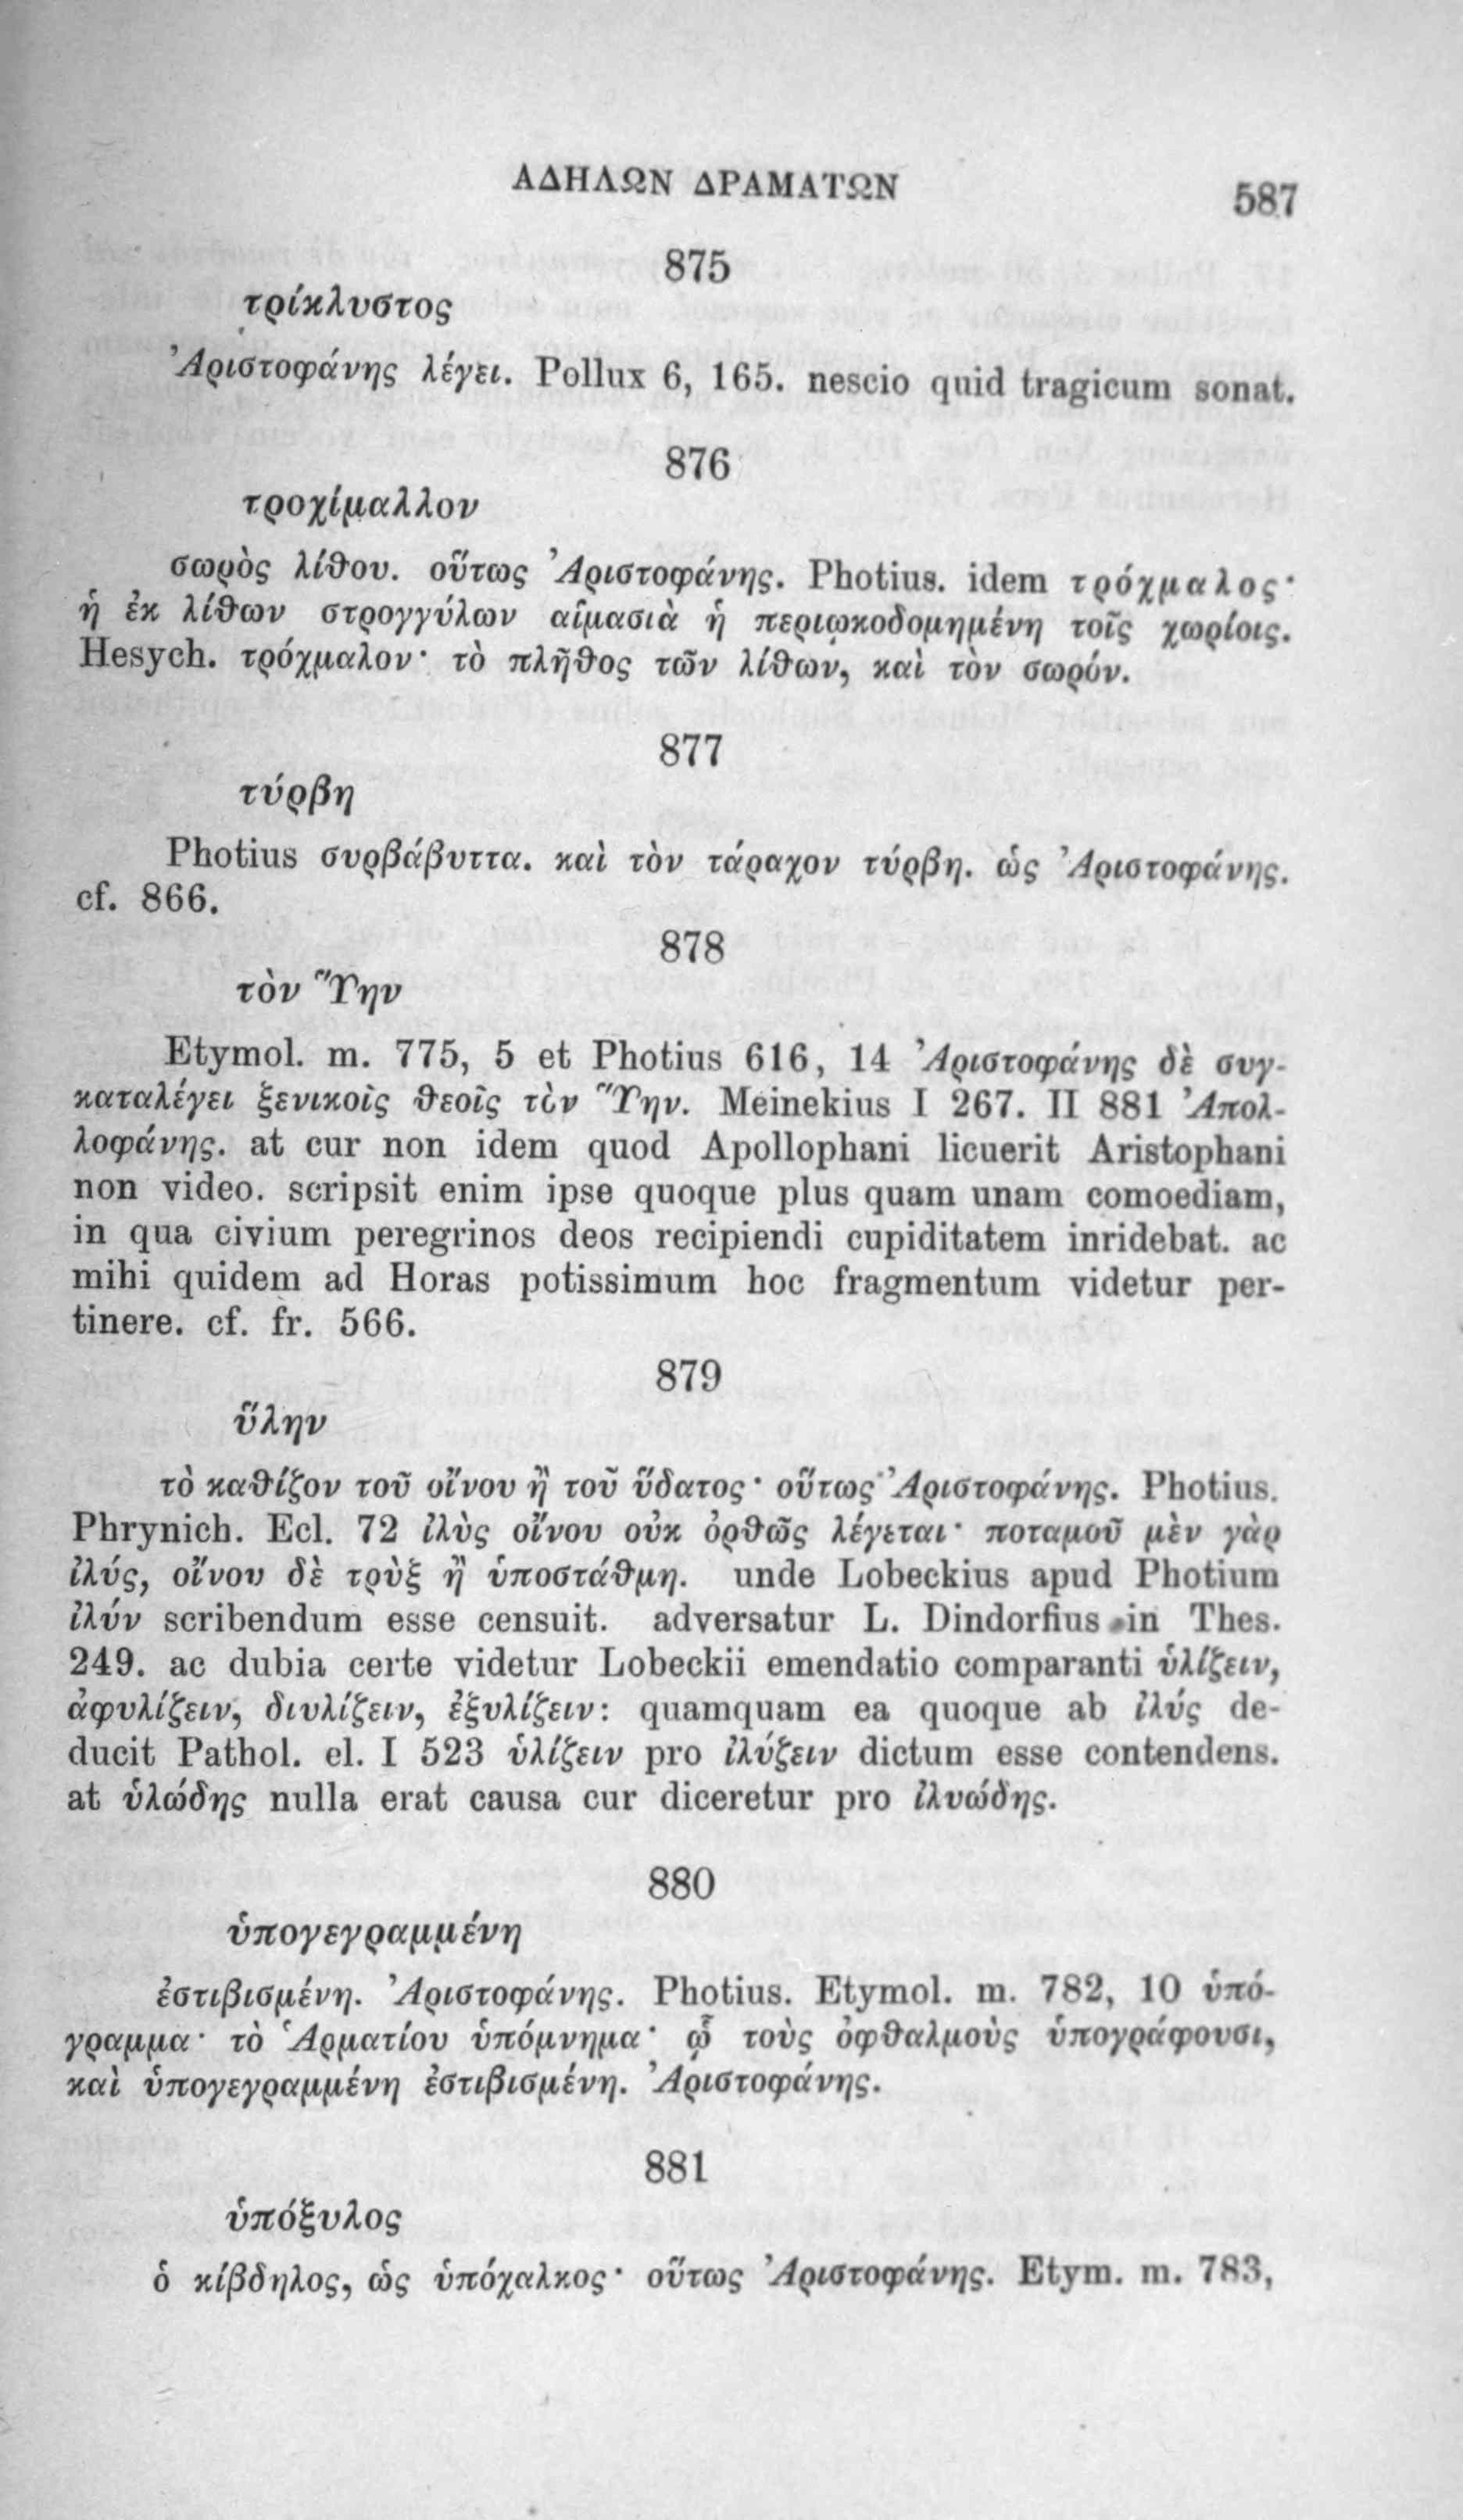 ΑΔΗΛΩΝ ΔΡΑΜΑΤΩΝ 587
875
τρίκλυστος
Ἀριστοφάνης λέγει. Pollux 6, 165. nescio quid tragicum sonat.
876
τροχίμαλλον
σωρὸς λίθου. οὕτως Ἀριστοφάνης. Photius. idem τρόχμαλος·
ἡ ἐκ λίθων στρογγύλων αἱμασιὰ ἡ περιῳκοδομημένη τοῖς χωρίοις.
Hesych. τρόχμαλον· τὸ πλῆθος τῶν λίθων, καὶ τὸν σωρόν.
877
τύρβη
Photius συρβάβυττα. καὶ τὸν τάραχον τύρβη. ὡς Ἀριστοφάνης.
cf. 866.
878
τὸν Ὕην
Etymol. m. 775, 5 et Photius 616, 14 Ἀριστοφάνης δὲ συγ-
καταλέγει ξενικοῖς θεοῖς τὸν Ὕην. Meinekius I 267. II 881 Ἀπολ-
λοφάνης. at cur non idem quod Apollophani licuerit Aristophani
non video. scripsit enim ipse quoque plus quam unam comoediam,
in qua civium peregrinos deos recipiendi cupiditatem inridebat. ac
mihi quidem ad Horas potissimum hoc fragmentum videtur per-
tinere. cf. fr. 566.
879
ὕλην
τὸ καθίζον τοῦ οἴνου ἢ τοῦ ὕδατος· οὕτως Ἀριστοφάνης. Photius.
Phrynich. Ecl. 72 ἰλὺς οἴνου οὐκ ὀρθῶς λέγεται· ποταμοῦ μὲν γὰρ
ἰλύς, οἴνου δὲ τρὺξ ἢ ὑποστάθμη. unde Lobeckius apud Photium
ἰλύν scribendum esse censuit. adversatur L. Dindorfius in Thes.
249. ac dubia certe videtur Lobeckii emendatio comparanti ὑλίζειν,
ἀφυλίζειν, διυλίζειν, ἐξυλίζειν: quamquam ea quoque ab ἰλύς de-
ducit Pathol. el. I 523 ὑλίζειν pro ἰλύζειν dictum esse contendens.
at ὑλώδης nulla erat causa cur diceretur pro ἰλυώδης.
880
ὑπογεγραμμένη
ἐστιβισμένη. Ἀριστοφάνης. Photius. Etymol. m. 782, 10 ὑπό-
γραμμα· τὸ Ἁρματίου ὑπόμνημα· ᾧ τοὺς ὀφθαλμοὺς ὑπογράφουσι,
καὶ ὑπογεγραμμένη ἐστιβισμένη. Ἀριστοφάνης.
881
ὑπόξυλος
ὁ κίβδηλος, ὡς ὑπόχαλκος· οὕτως Ἀριστοφάνης. Etym. m. 783,